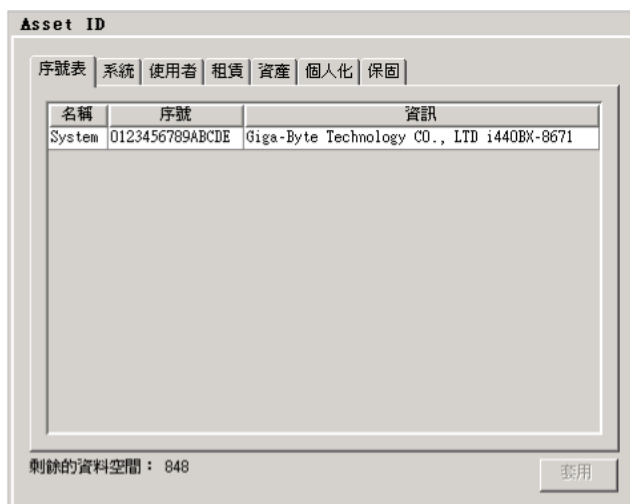 Asset ID
序號表 系統 使用者 租賃 資產 個人化 保固
名稱 序號 資訊
System 0123456789ABCDE Giga-Byte Technology CO., LTD i440BX-8671
剩餘的資料空間： 848
套用